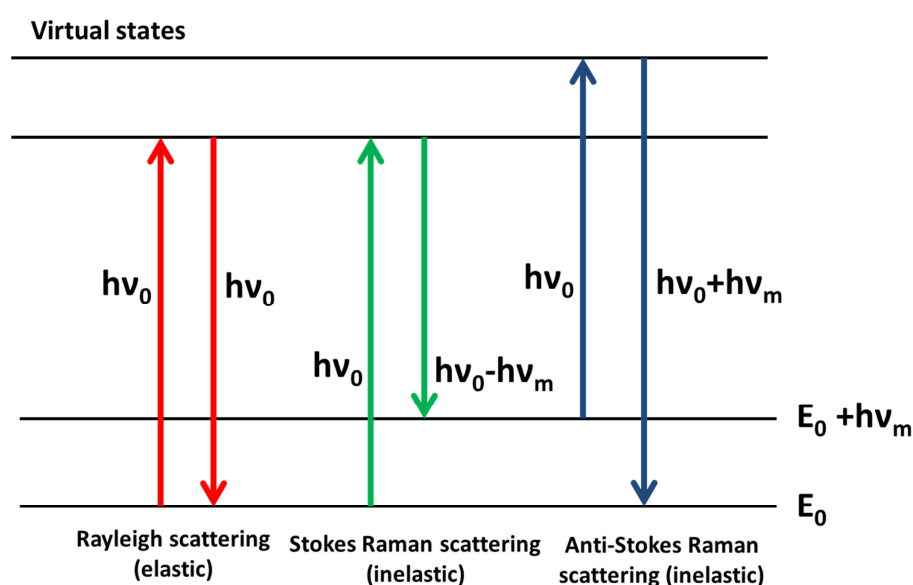 Virtual states
hν₀
hν₀
hν₀
hν₀-hνₘ
hν₀
hν₀+hνₘ
E₀ +hνₘ
E₀
Rayleigh scattering
(elastic)
Stokes Raman scattering
(inelastic)
Anti-Stokes Raman
scattering (inelastic)